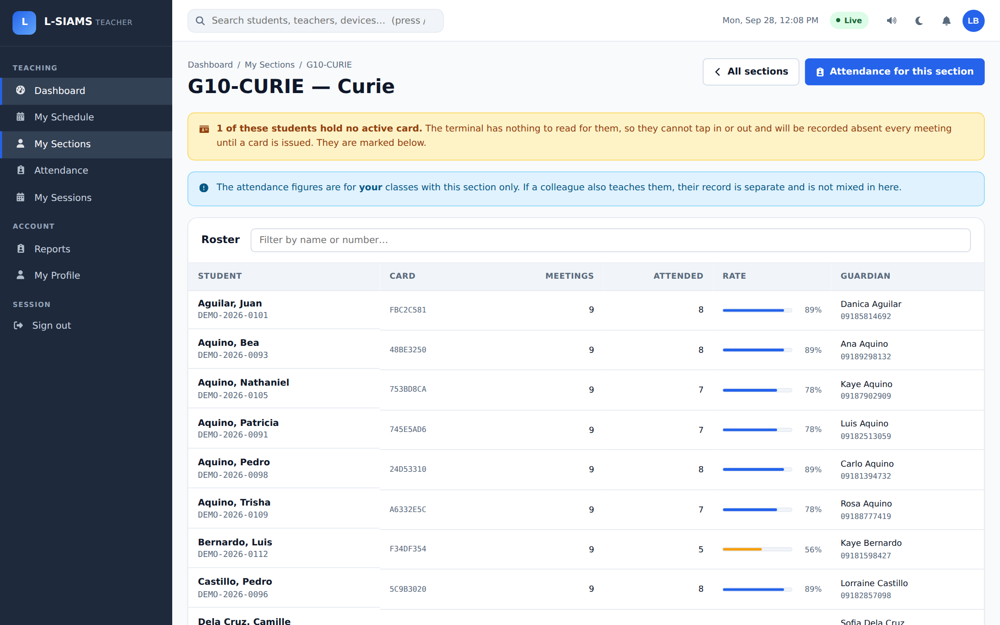 L
L-SIAMS TEACHER
Search students, teachers, devices... (press /
Mon, Sep 28, 12:08 PM
Live
LB
TEACHING
Dashboard
My Schedule
My Sections
Attendance
My Sessions
ACCOUNT
Reports
My Profile
SESSION
Sign out
Dashboard / My Sections / G10-CURIE
G10-CURIE — Curie
All sections
Attendance for this section
1 of these students hold no active card. The terminal has nothing to read for them, so they cannot tap in or out and will be recorded absent every meeting
until a card is issued. They are marked below.
The attendance figures are for your classes with this section only. If a colleague also teaches them, their record is separate and is not mixed in here.
Roster
Filter by name or number...
STUDENT CARD MEETINGS ATTENDED RATE GUARDIAN
Aguilar, Juan
DEMO-2026-0101
FBC2C581 9 8 89%
Danica Aguilar
09185814692
Aquino, Bea
DEMO-2026-0093
48BE3250 9 8 89%
Ana Aquino
09189298132
Aquino, Nathaniel
DEMO-2026-0105
753BD8CA 9 7 78%
Kaye Aquino
09187902909
Aquino, Patricia
DEMO-2026-0091
745E5AD6 9 7 78%
Luis Aquino
09182513059
Aquino, Pedro
DEMO-2026-0098
24D53310 9 8 89%
Carlo Aquino
09181394732
Aquino, Trisha
DEMO-2026-0109
A6332E5C 9 7 78%
Rosa Aquino
09188777419
Bernardo, Luis
DEMO-2026-0112
F34DF354 9 5 56%
Kaye Bernardo
09181598427
Castillo, Pedro
DEMO-2026-0096
5C9B3020 9 8 89%
Lorraine Castillo
09182857098
Dela Cruz, Camille
Sofia Dela Cruz